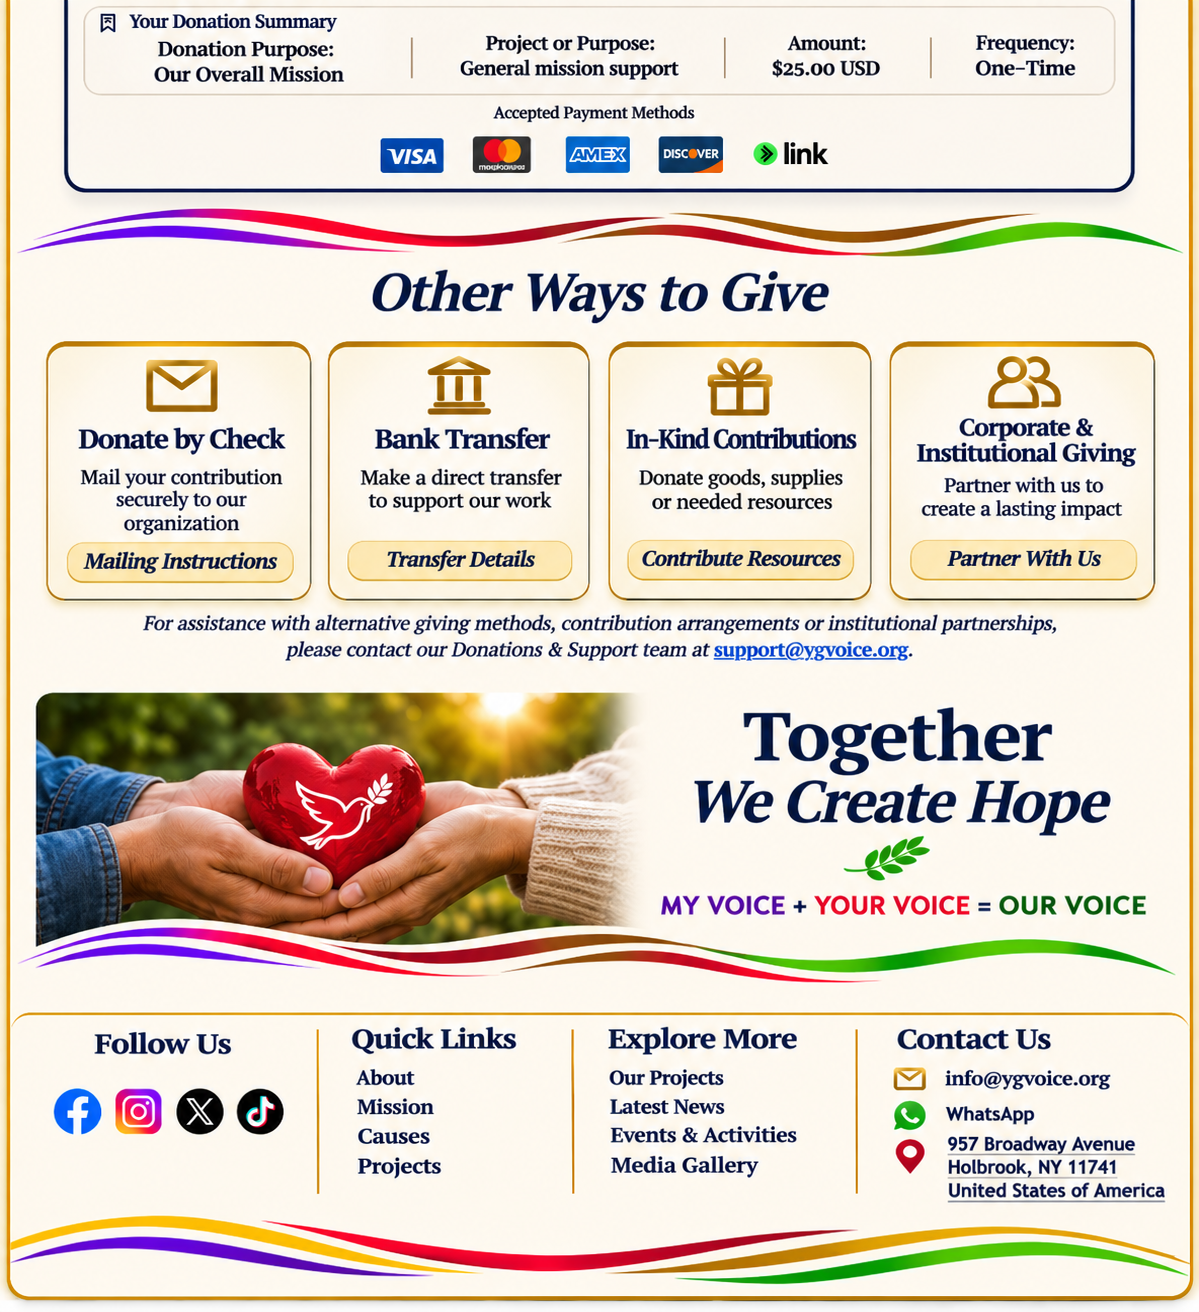 Your Donation Summary
Donation Purpose:
Our Overall Mission
Project or Purpose:
General mission support
Amount:
$25.00 USD
Frequency:
One-Time
Accepted Payment Methods
VISA
AMEX
DISCOVER
link
Other Ways to Give
Donate by Check
Mail your contribution
securely to our
organization
Mailing Instructions
Bank Transfer
Make a direct transfer
to support our work
Transfer Details
In-Kind Contributions
Donate goods, supplies
or needed resources
Contribute Resources
Corporate &
Institutional Giving
Partner with us to
create a lasting impact
Partner With Us
For assistance with alternative giving methods, contribution arrangements or institutional partnerships,
please contact our Donations & Support team at support@ygvoice.org.
Together
We Create Hope
MY VOICE + YOUR VOICE = OUR VOICE
Follow Us
Quick Links
About
Mission
Causes
Projects
Explore More
Our Projects
Latest News
Events & Activities
Media Gallery
Contact Us
info@ygvoice.org
WhatsApp
957 Broadway Avenue
Holbrook, NY 11741
United States of America